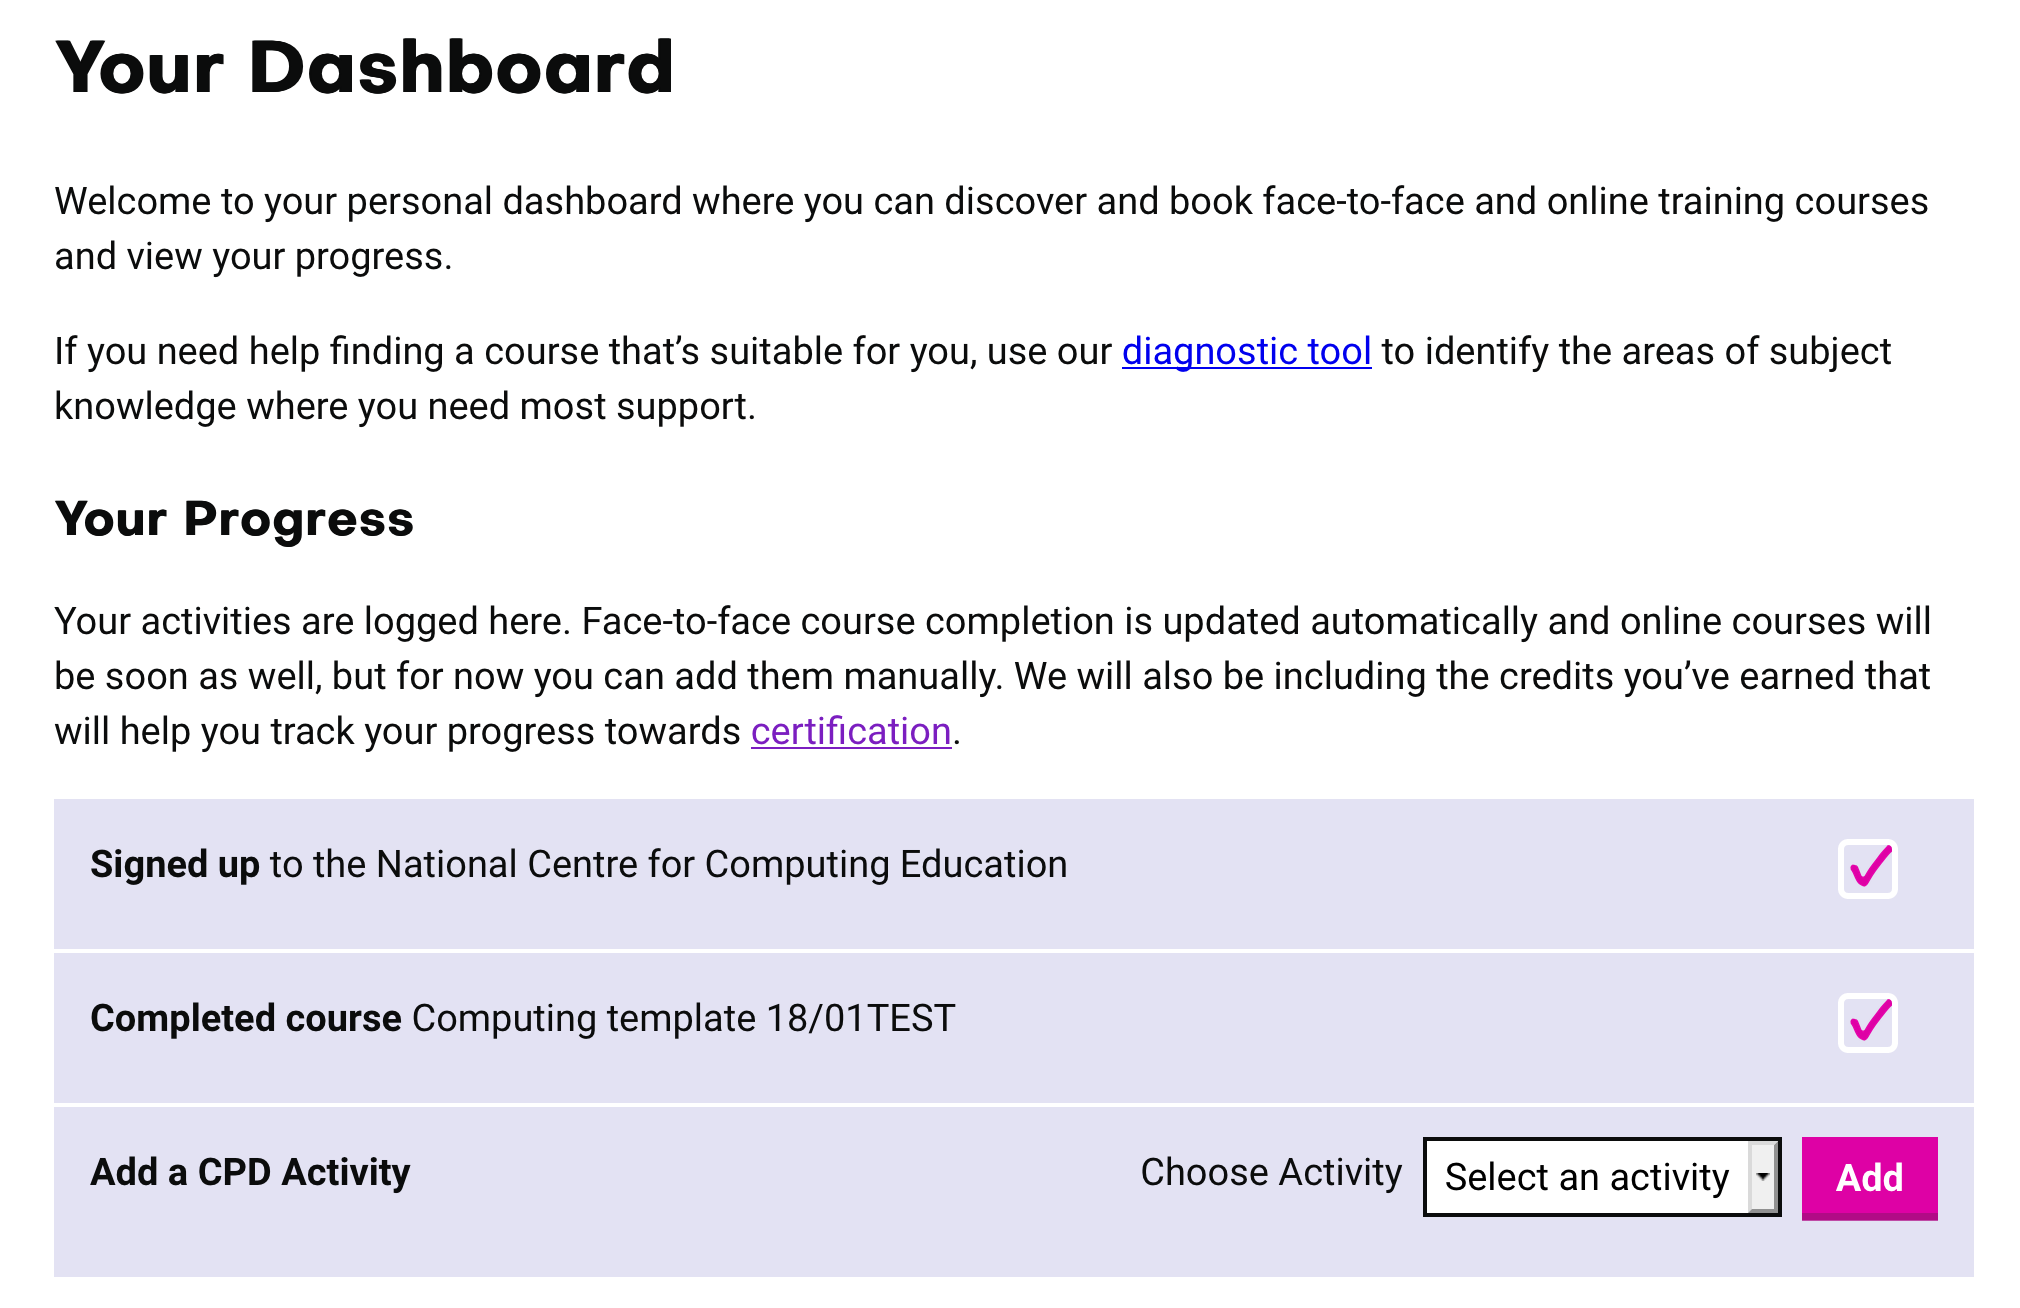 Your Dashboard
Welcome to your personal dashboard where you can discover and book face-to-face and online training courses
and view your progress.
If you need help finding a course that’s suitable for you, use our diagnostic tool to identify the areas of subject
knowledge where you need most support.
Your Progress
Your activities are logged here. Face-to-face course completion is updated automatically and online courses will
be soon as well, but for now you can add them manually. We will also be including the credits you’ve earned that
will help you track your progress towards certification.
Signed up to the National Centre for Computing Education
Completed course Computing template 18/01TEST
Add a CPD Activity Choose Activity Select an activity Add